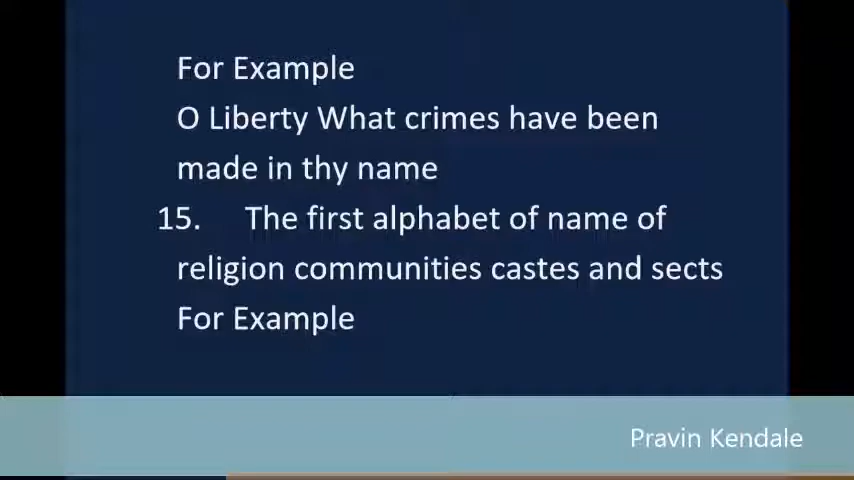 For Example
O Liberty What crimes have been
made in thy name
15. The first alphabet of name of
religion communities castes and sects
For Example
Pravin Kendale